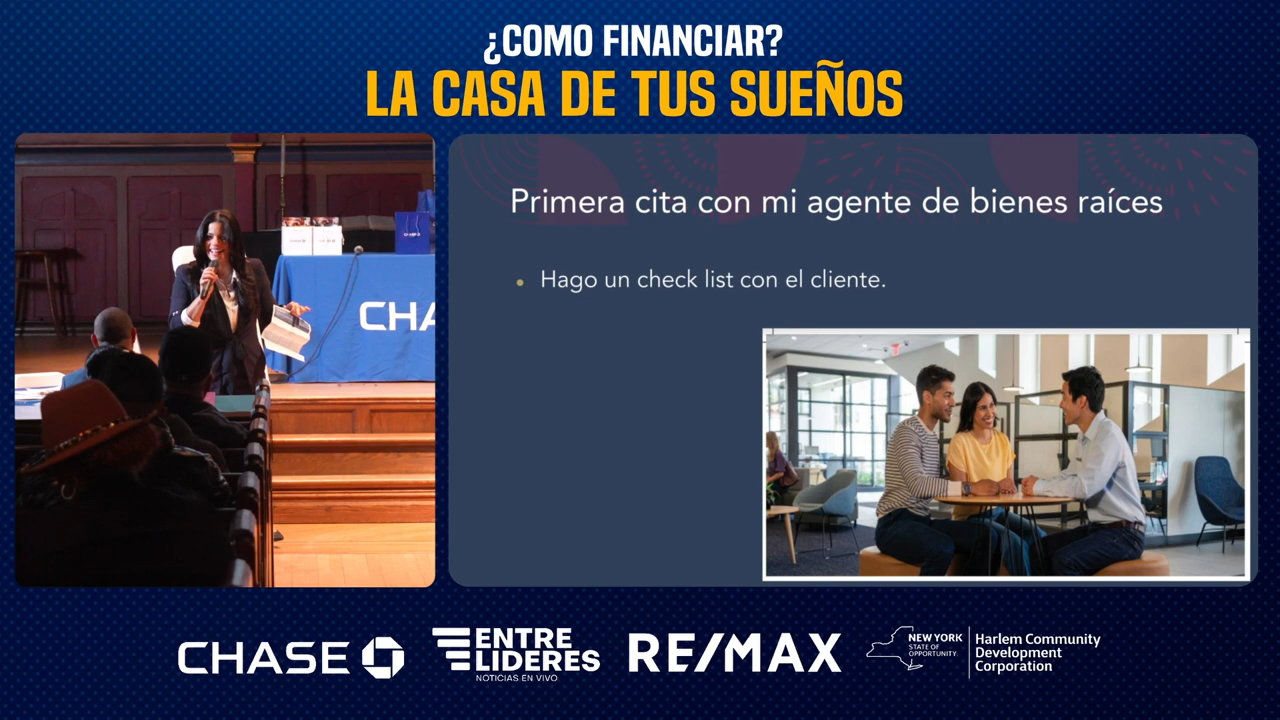 ¿COMO FINANCIAR?
LA CASA DE TUS SUEÑOS
Primera cita con mi agente de bienes raíces
• Hago un check list con el cliente.
CHA
CHASE
ENTRE
LIDERES
NOTICIAS EN VIVO
RE/MAX
NEW YORK
STATE OF
OPPORTUNITY.
Harlem Community
Development
Corporation